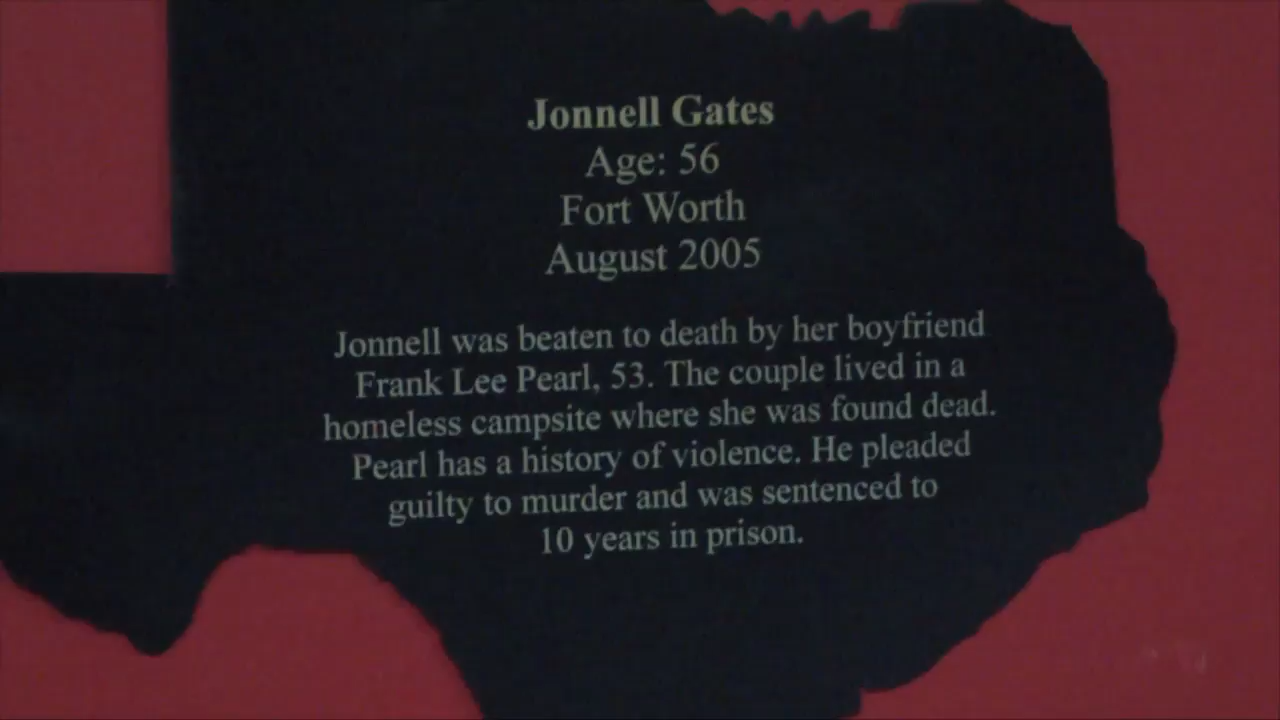 Jonnell Gates
Age: 56
Fort Worth
August 2005
Jonnell was beaten to death by her boyfriend
Frank Lee Pearl, 53. The couple lived in a
homeless campsite where she was found dead.
Pearl has a history of violence. He pleaded
guilty to murder and was sentenced to
10 years in prison.